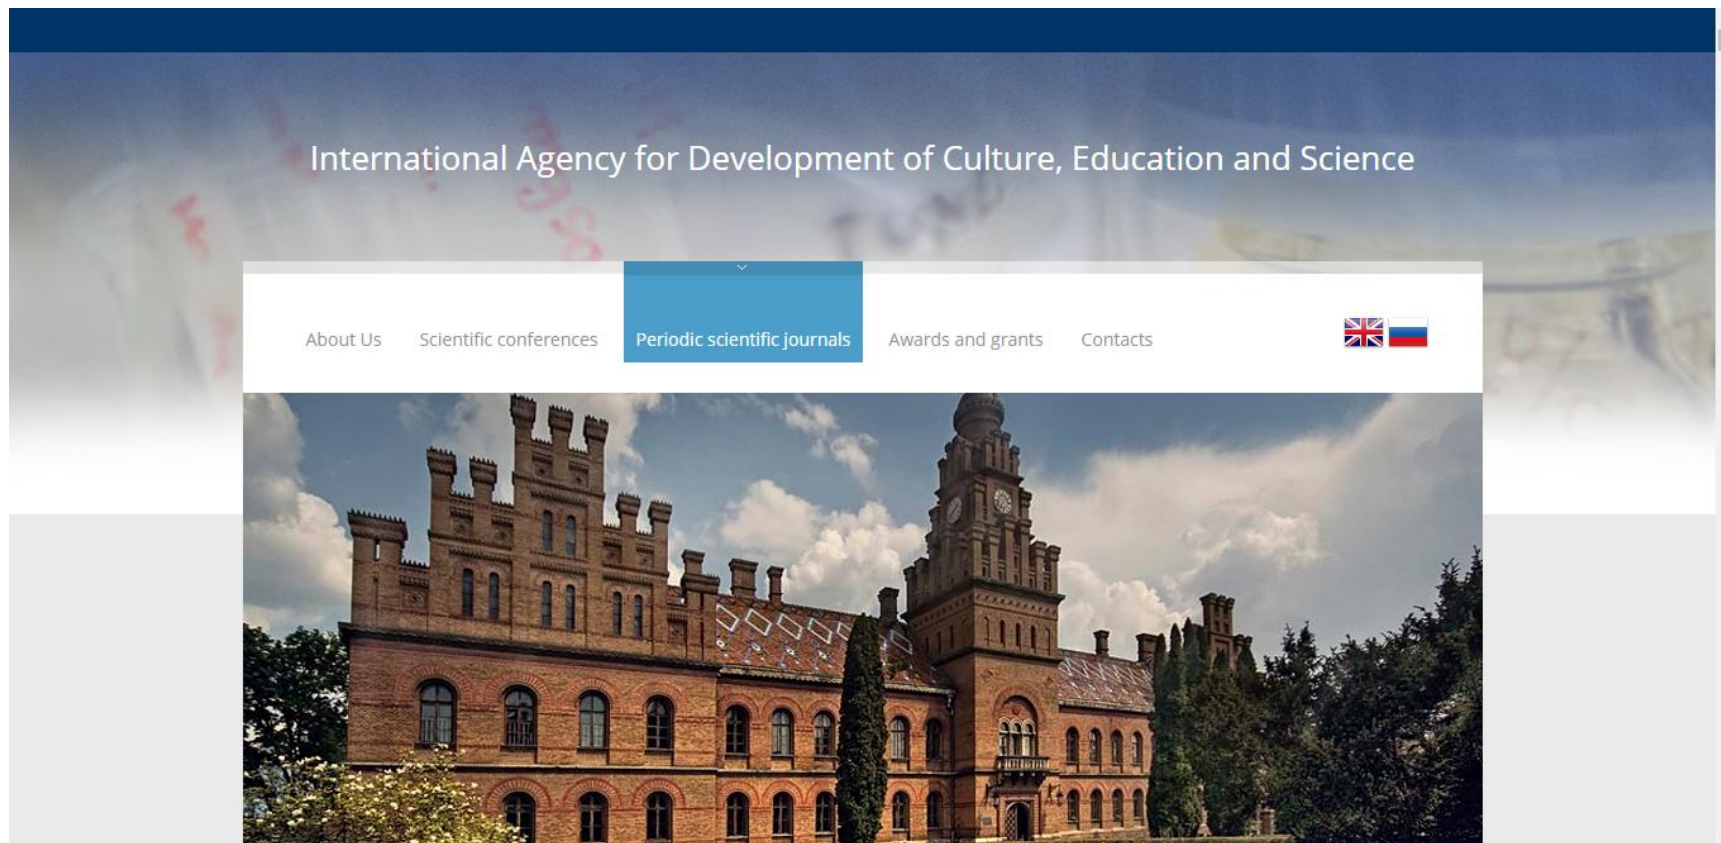 International Agency for Development of Culture, Education and Science
About Us Scientific conferences Periodic scientific journals Awards and grants Contacts